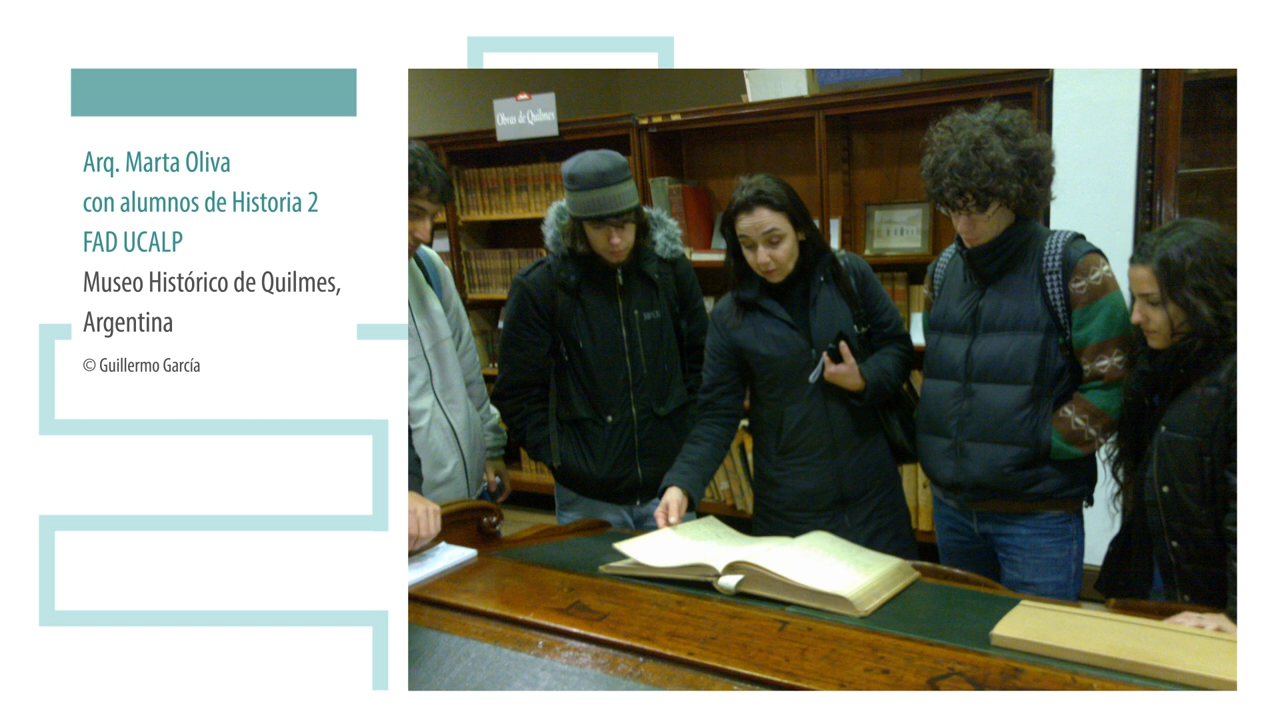 Arq. Marta Oliva
con alumnos de Historia 2
FAD UCALP
Museo Histórico de Quilmes,
Argentina
© Guillermo García
Obras de Quilmes